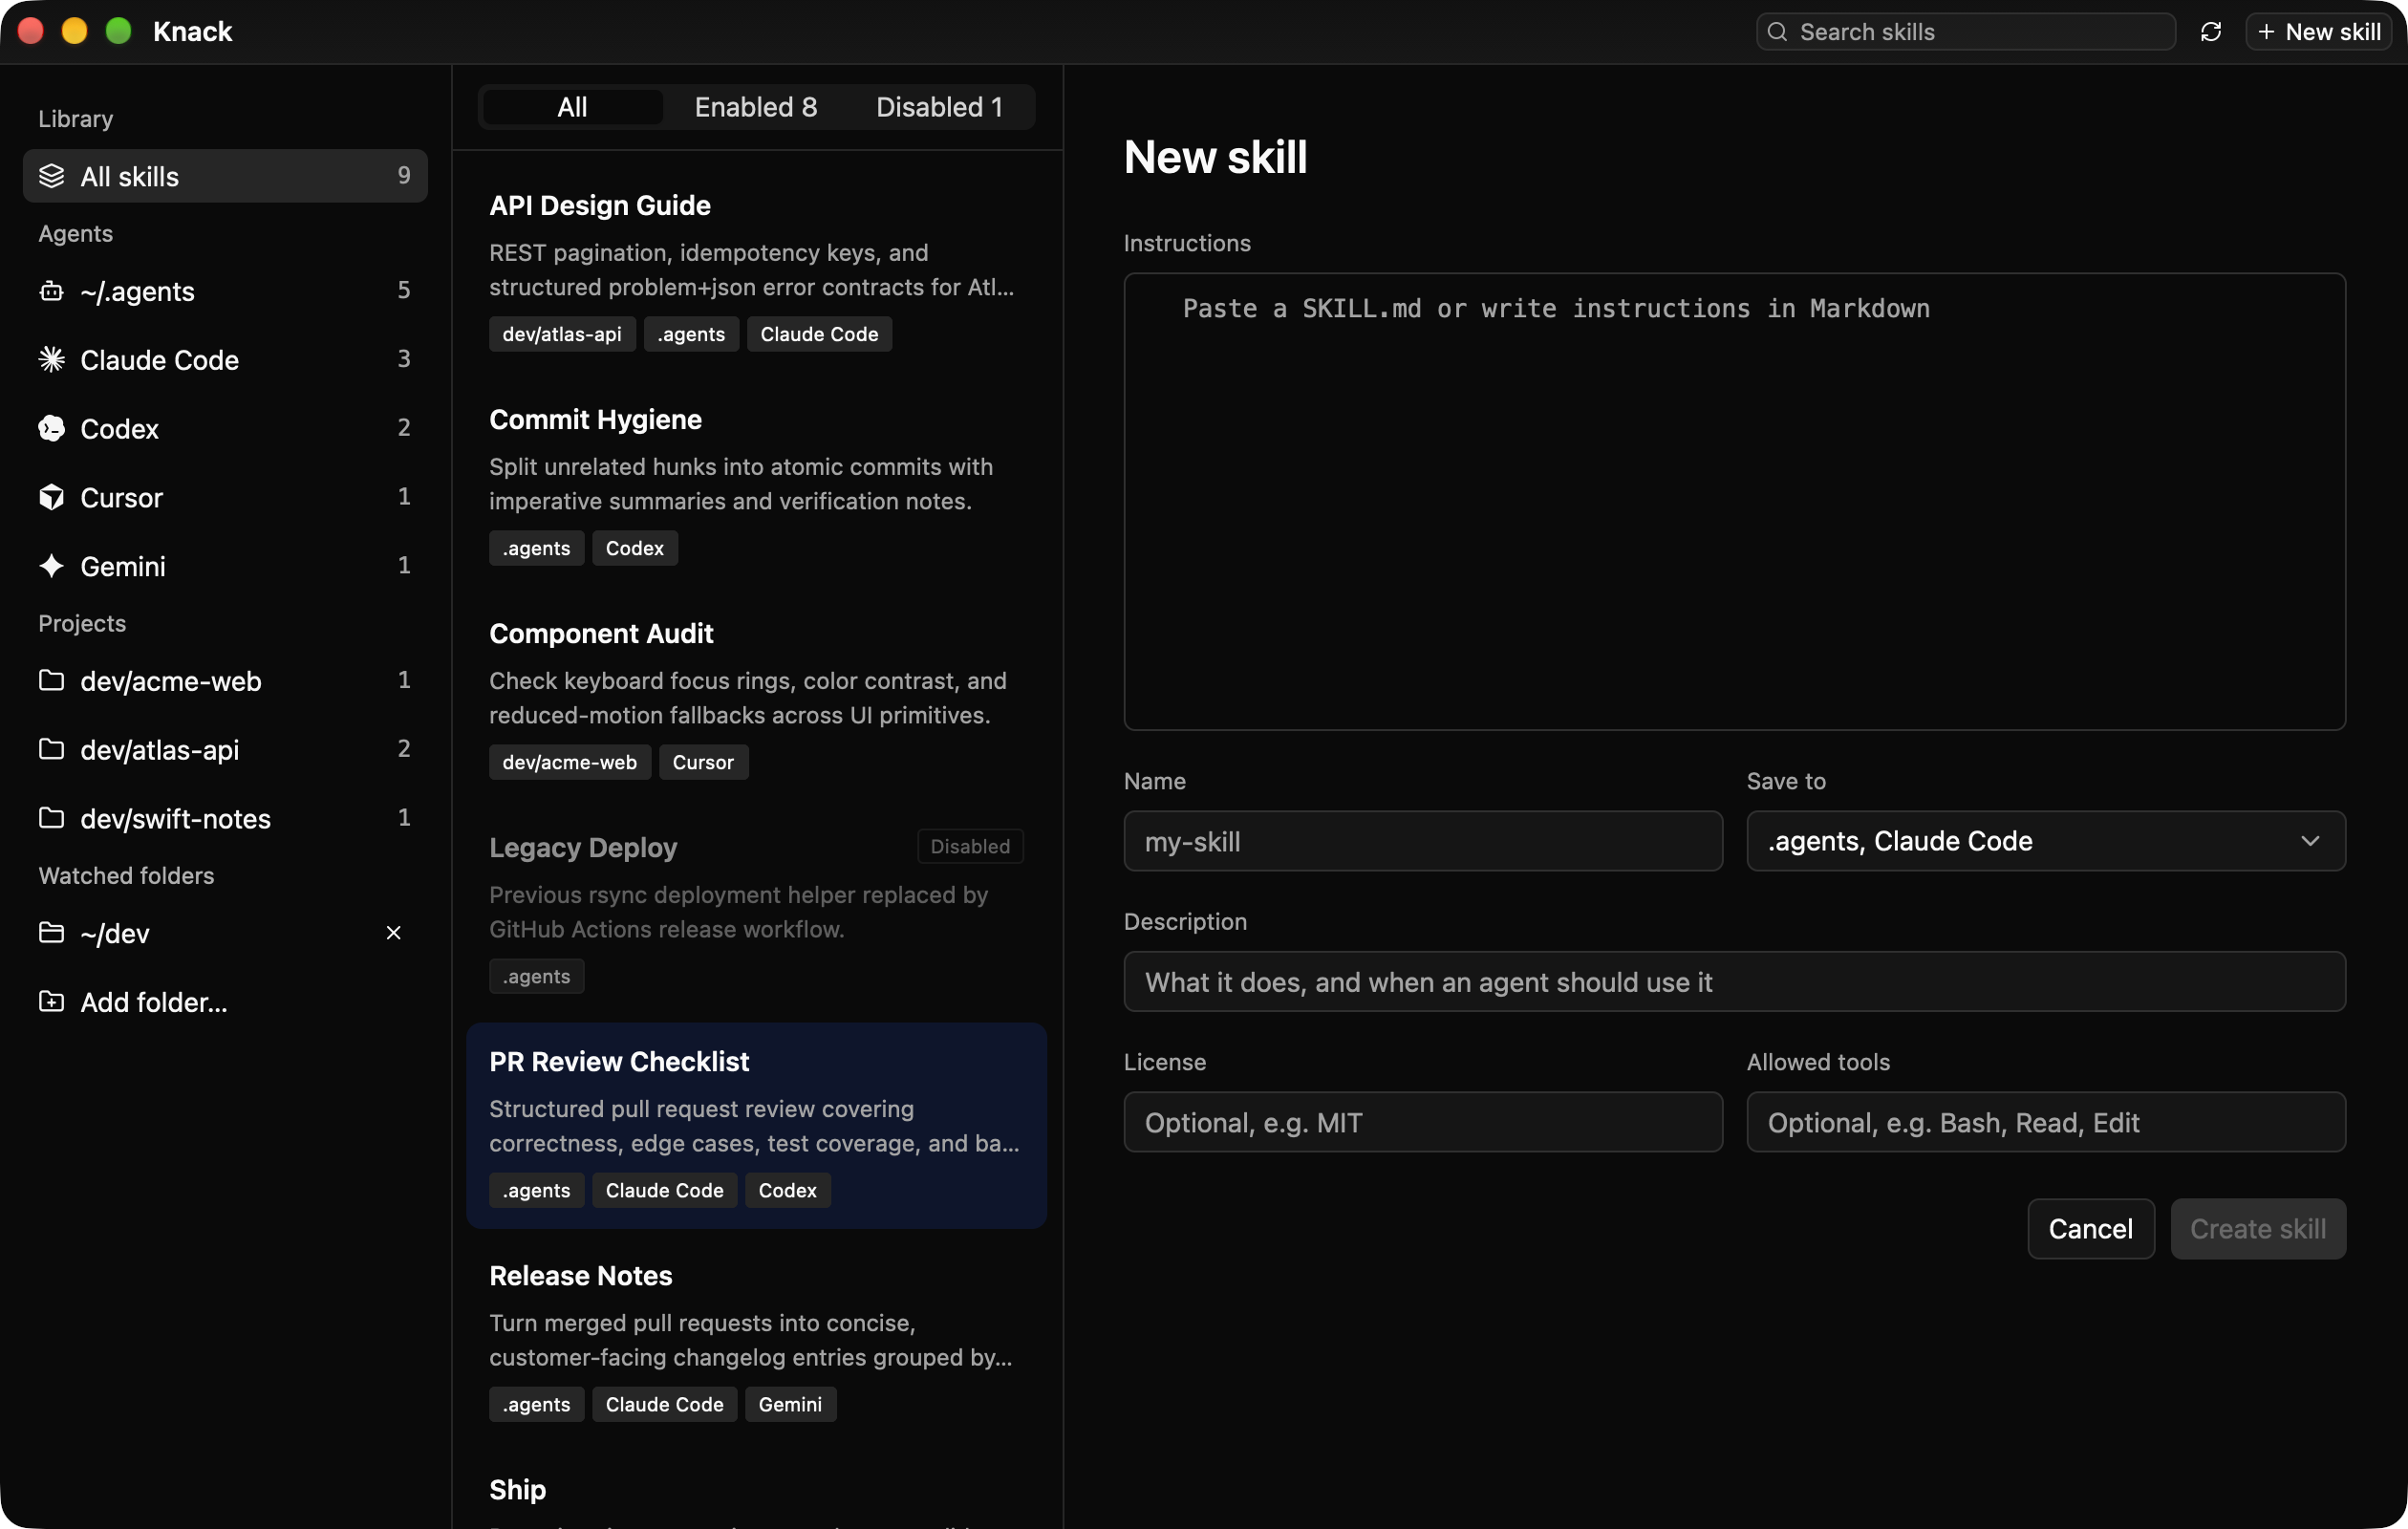 Knack
Search skills
New skill
Library
All skills 9
Agents
~/.agents 5
Claude Code 3
Codex 2
Cursor 1
Gemini 1
Projects
dev/acme-web 1
dev/atlas-api 2
dev/swift-notes 1
Watched folders
~/dev
Add folder...
All Enabled 8 Disabled 1
API Design Guide
REST pagination, idempotency keys, and
structured problem+json error contracts for Atl...
dev/atlas-api .agents Claude Code
Commit Hygiene
Split unrelated hunks into atomic commits with
imperative summaries and verification notes.
.agents Codex
Component Audit
Check keyboard focus rings, color contrast, and
reduced-motion fallbacks across UI primitives.
dev/acme-web Cursor
Legacy Deploy Disabled
Previous rsync deployment helper replaced by
GitHub Actions release workflow.
.agents
PR Review Checklist
Structured pull request review covering
correctness, edge cases, test coverage, and ba...
.agents Claude Code Codex
Release Notes
Turn merged pull requests into concise,
customer-facing changelog entries grouped by...
.agents Claude Code Gemini
Ship
New skill
Instructions
Paste a SKILL.md or write instructions in Markdown
Name Save to
my-skill .agents, Claude Code
Description
What it does, and when an agent should use it
License Allowed tools
Optional, e.g. MIT Optional, e.g. Bash, Read, Edit
Cancel Create skill